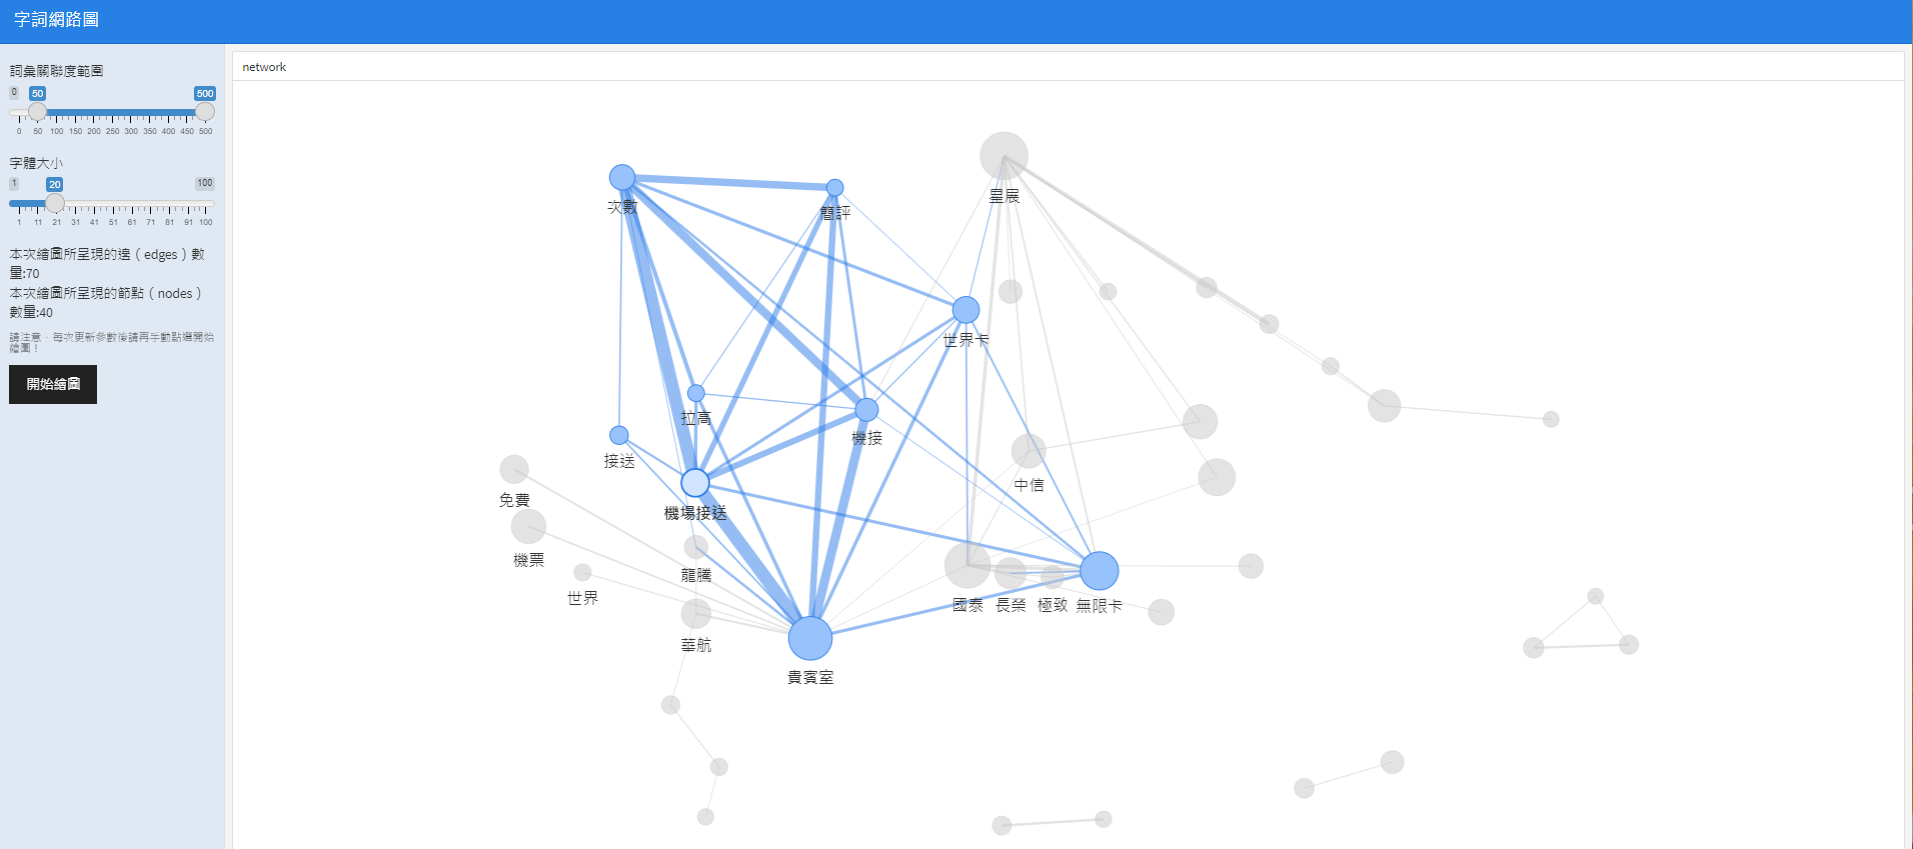 字詞網路圖
詞彙關聯度範圍
0 50 500
0 50 100 150 200 250 300 350 400 450 500
字體大小
1 20 100
1 11 21 31 41 51 61 71 81 91 100
本次繪圖所呈現的邊（edges）數
量:70
本次繪圖所呈現的節點（nodes）
數量:40
請注意，每次更新參數後請再手動點選開始
繪圖！
開始繪圖
network
星展
次數
簡評
世界卡
拉高
機接
接送
中信
免費
機場接送
機票
龍騰
世界
國泰
長榮
極致
無限卡
華航
貴賓室